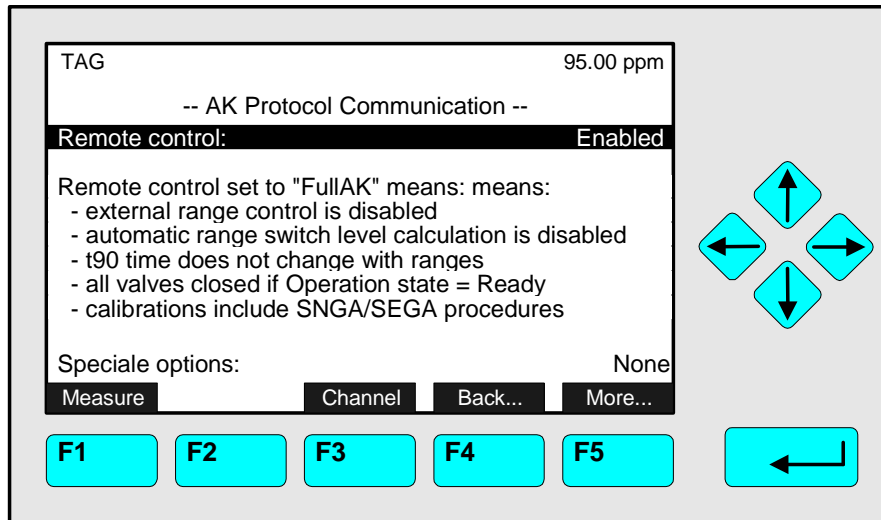 TAG 95.00 ppm
-- AK Protocol Communication --
Remote control: Enabled
Remote control set to "FullAK" means: means:
- external range control is disabled
- automatic range switch level calculation is disabled
- t90 time does not change with ranges
- all valves closed if Operation state = Ready
- calibrations include SNGA/SEGA procedures
Speciale options: None
Measure Channel Back... More...
F1 F2 F3 F4 F5